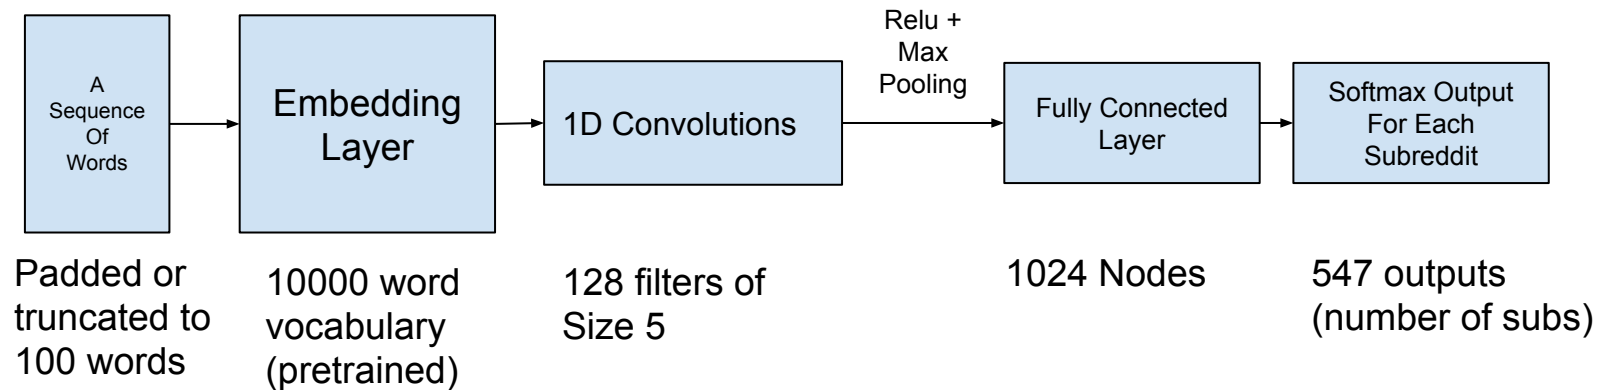 A
Sequence
Of
Words
Embedding
Layer
1D Convolutions
Relu +
Max
Pooling
Fully Connected
Layer
Softmax Output
For Each
Subreddit
Padded or
truncated to
100 words
10000 word
vocabulary
(pretrained)
128 filters of
Size 5
1024 Nodes
547 outputs
(number of subs)